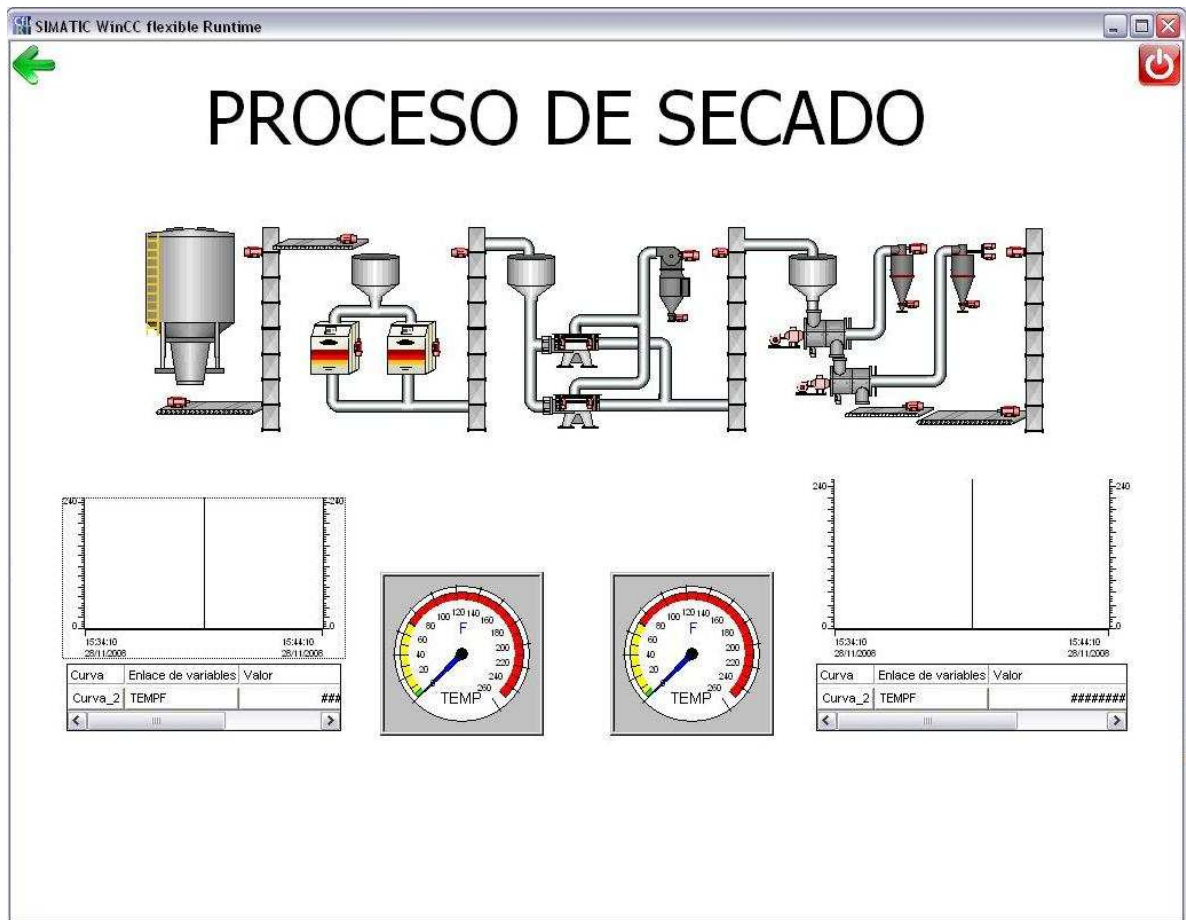 SIMATIC WinCC flexible Runtime
PROCESO DE SECADO
240 240
0 0
15:34:10 15:44:10
28/11/2008 28/11/2008
Curva Enlace de variables Valor
Curva_2 TEMPF ###
0 20 40 60 80 100 120 140 160 180 200 220 240 260
F
TEMP
0 20 40 60 80 100 120 140 160 180 200 220 240 260
F
TEMP
240 240
0 0
15:34:10 15:44:10
28/11/2008 28/11/2008
Curva Enlace de variables Valor
Curva_2 TEMPF ########